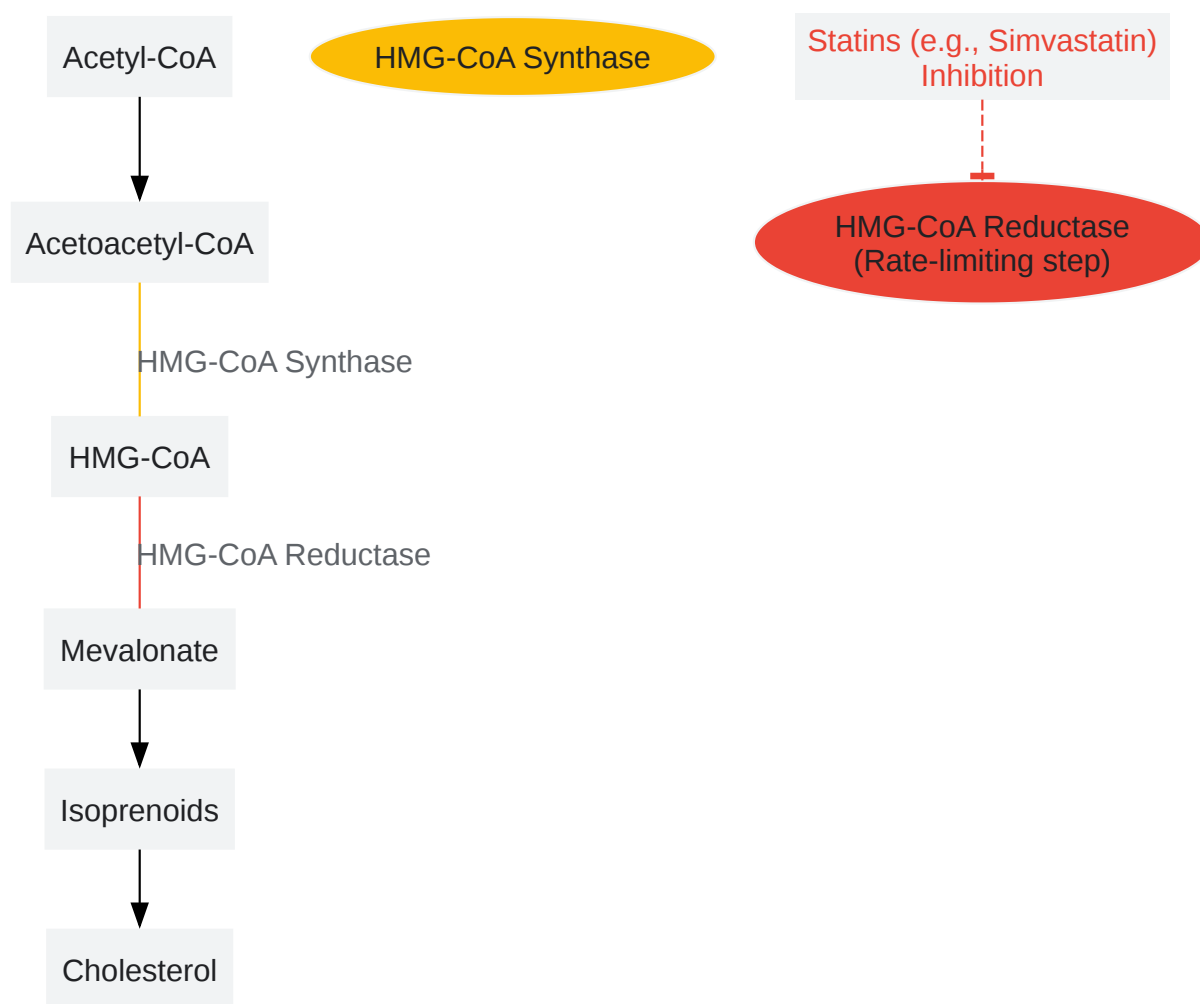 Acetyl-CoA
HMG-CoA Synthase
Statins (e.g., Simvastatin)
Inhibition
Acetoacetyl-CoA
HMG-CoA Reductase
(Rate-limiting step)
HMG-CoA Synthase
HMG-CoA
HMG-CoA Reductase
Mevalonate
Isoprenoids
Cholesterol